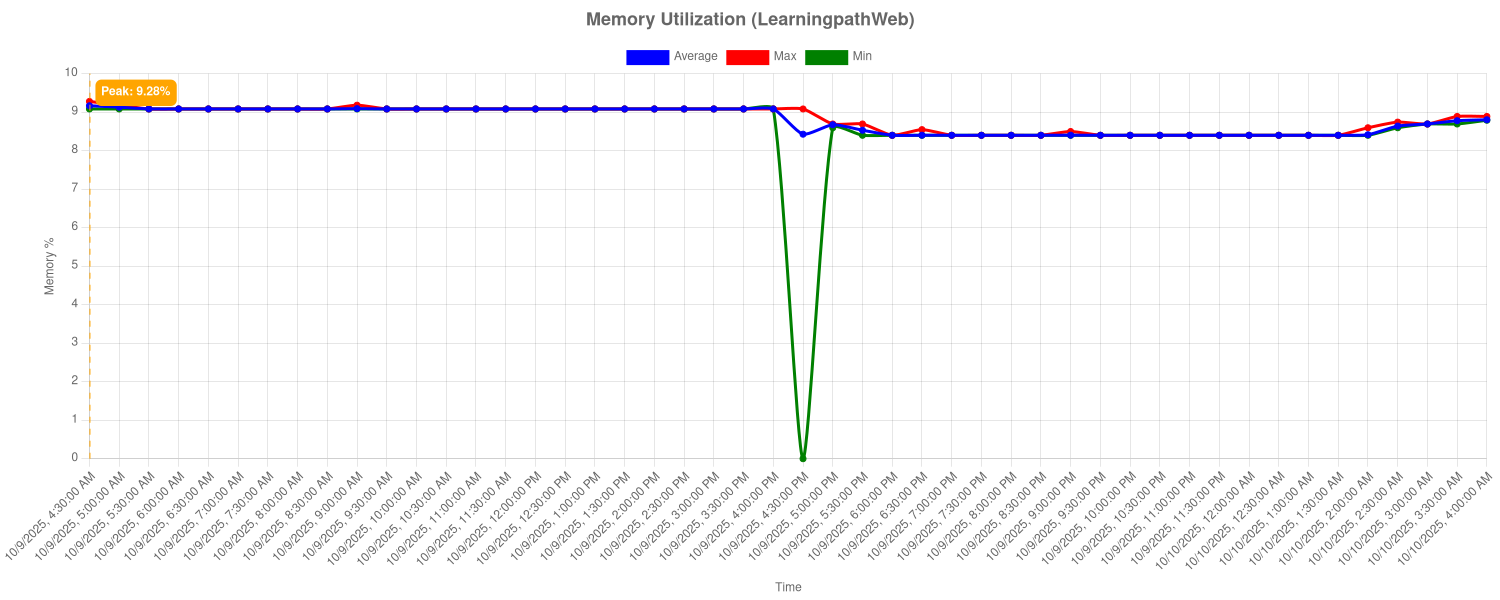 Memory Utilization (LearningpathWeb)
Average Max Min
Peak: 9.28%
10
9
8
7
6
5
4
3
2
1
0
Memory %
10/9/2025, 4:30:00 AM
10/9/2025, 5:00:00 AM
10/9/2025, 5:30:00 AM
10/9/2025, 6:00:00 AM
10/9/2025, 6:30:00 AM
10/9/2025, 7:00:00 AM
10/9/2025, 7:30:00 AM
10/9/2025, 8:00:00 AM
10/9/2025, 8:30:00 AM
10/9/2025, 9:00:00 AM
10/9/2025, 9:30:00 AM
10/9/2025, 10:00:00 AM
10/9/2025, 10:30:00 AM
10/9/2025, 11:00:00 AM
10/9/2025, 11:30:00 AM
10/9/2025, 12:00:00 PM
10/9/2025, 12:30:00 PM
10/9/2025, 1:00:00 PM
10/9/2025, 1:30:00 PM
10/9/2025, 2:00:00 PM
10/9/2025, 2:30:00 PM
10/9/2025, 3:00:00 PM
10/9/2025, 3:30:00 PM
10/9/2025, 4:00:00 PM
10/9/2025, 4:30:00 PM
10/9/2025, 5:00:00 PM
10/9/2025, 5:30:00 PM
10/9/2025, 6:00:00 PM
10/9/2025, 6:30:00 PM
10/9/2025, 7:00:00 PM
10/9/2025, 7:30:00 PM
10/9/2025, 8:00:00 PM
10/9/2025, 8:30:00 PM
10/9/2025, 9:00:00 PM
10/9/2025, 9:30:00 PM
10/9/2025, 10:00:00 PM
10/9/2025, 10:30:00 PM
10/9/2025, 11:00:00 PM
10/9/2025, 11:30:00 PM
10/10/2025, 12:00:00 AM
10/10/2025, 12:30:00 AM
10/10/2025, 1:00:00 AM
10/10/2025, 1:30:00 AM
10/10/2025, 2:00:00 AM
10/10/2025, 2:30:00 AM
10/10/2025, 3:00:00 AM
10/10/2025, 3:30:00 AM
10/10/2025, 4:00:00 AM
Time